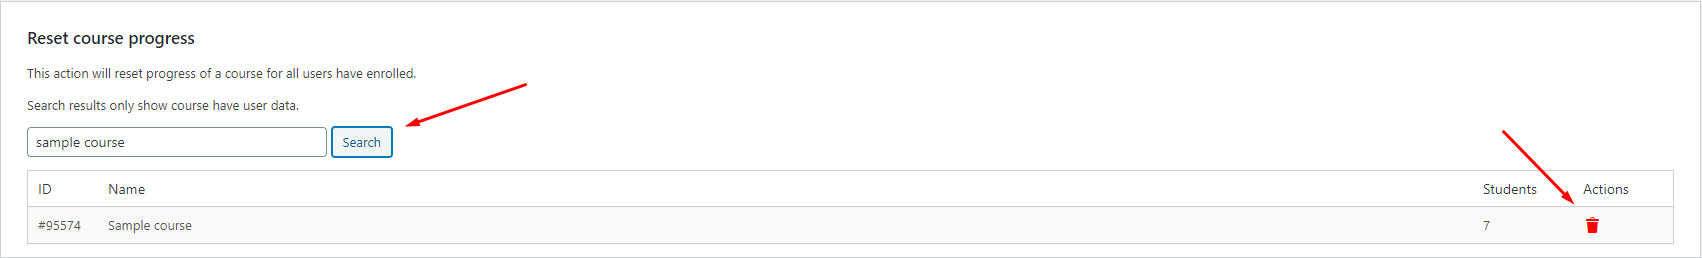 Reset course progress
This action will reset progress of a course for all users have enrolled.
Search results only show course have user data.
sample course Search
ID Name Students Actions
#95574 Sample course 7